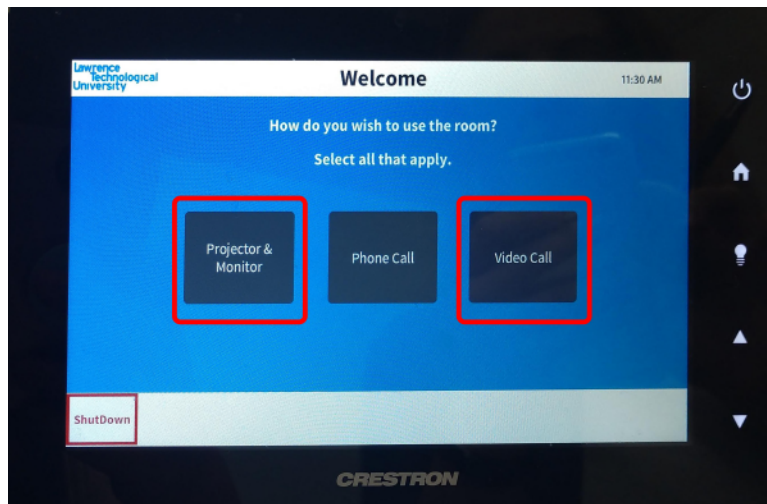 Lawrence
Technological
University
Welcome
11:30 AM
How do you wish to use the room?
Select all that apply.
Projector &
Monitor
Phone Call
Video Call
ShutDown
CRESTRON